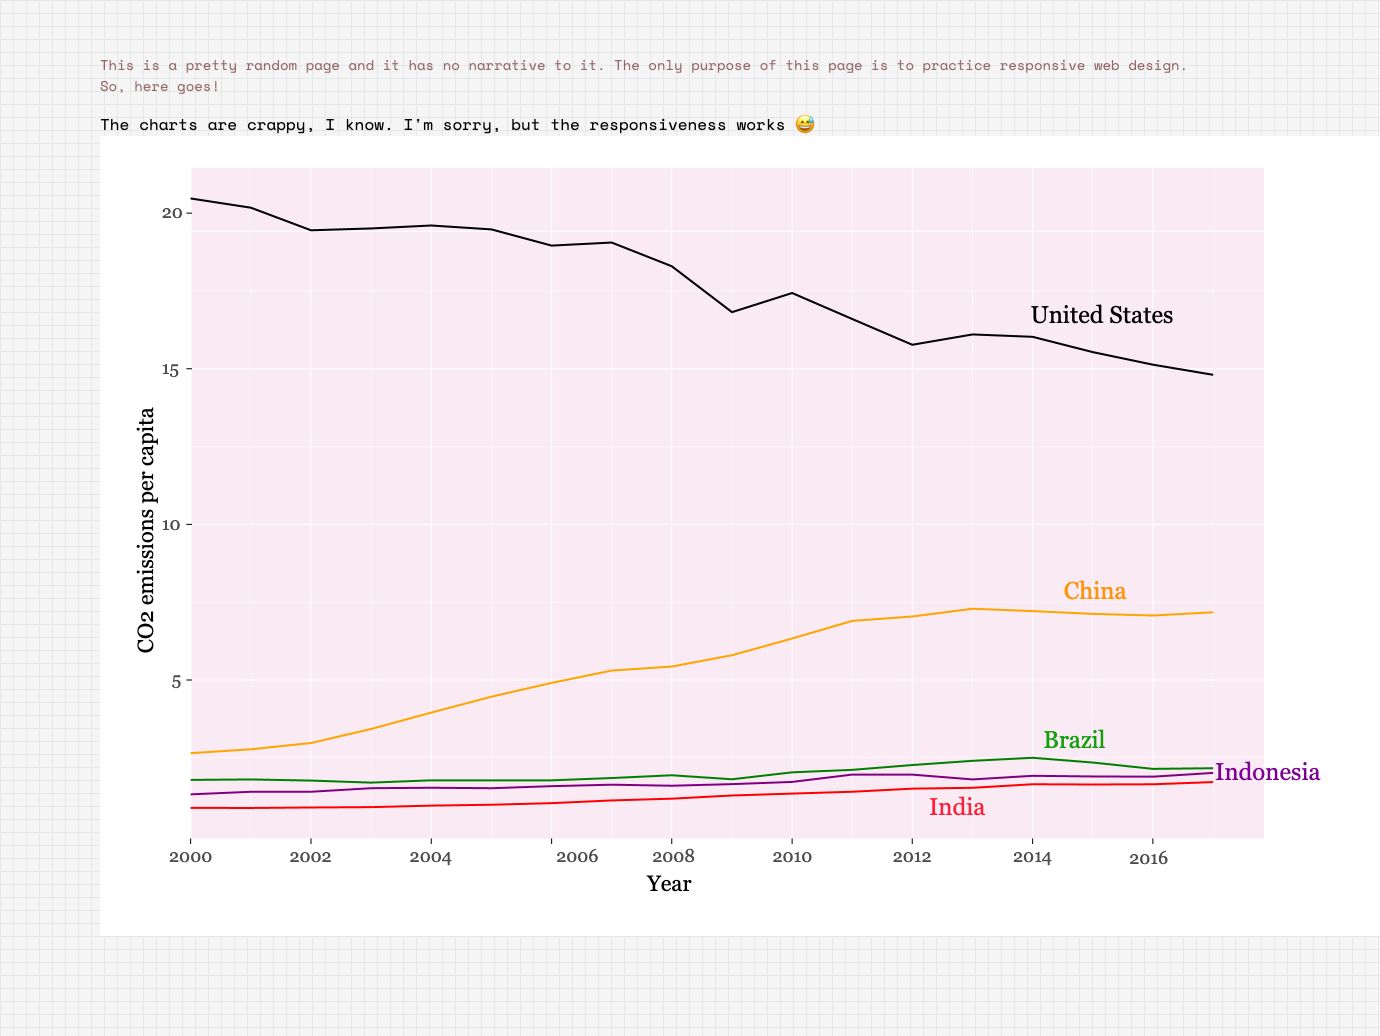 This is a pretty random page and it has no narrative to it. The only purpose of this page is to practice responsive web design.
So, here goes!
The charts are crappy, I know. I'm sorry, but the responsiveness works 😅
20
United States
15
CO2 emissions per capita
10
China
5
Brazil
Indonesia
India
2000 2002 2004 2006 2008 2010 2012 2014 2016
Year